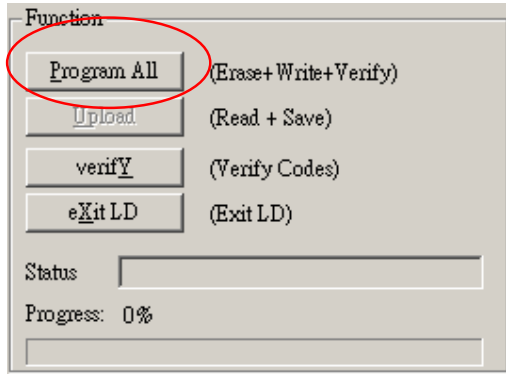 Function
Program All (Erase+Write+Verify)
Upload (Read + Save)
verifY (Verify Codes)
eXit LD (Exit LD)
Status
Progress: 0%